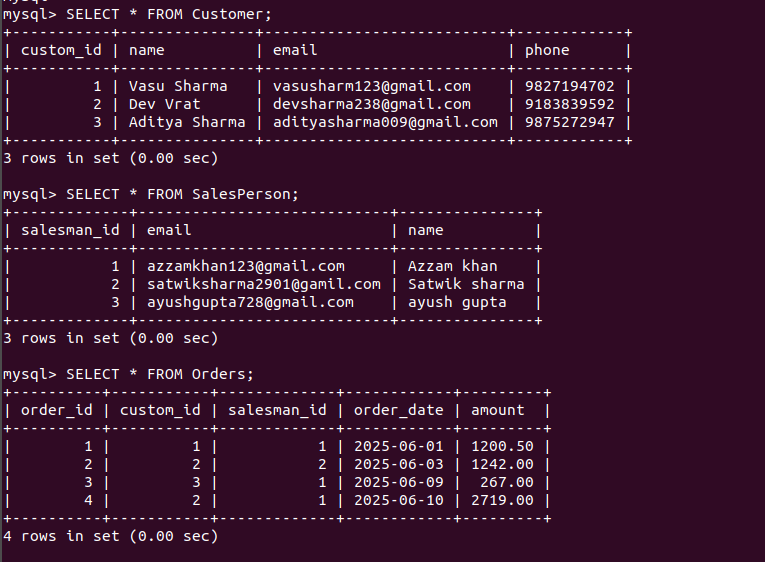 mysql> SELECT * FROM Customer;
+-----------+--------------+---------------------------+------------+
| custom_id | name         | email                     | phone      |
+-----------+--------------+---------------------------+------------+
|         1 | Vasu Sharma  | vasusharm123@gmail.com    | 9827194702 |
|         2 | Dev Vrat     | devsharma238@gmail.com    | 9183839592 |
|         3 | Aditya Sharma | adityasharma009@gmail.com | 9875272947 |
+-----------+--------------+---------------------------+------------+
3 rows in set (0.00 sec)
mysql> SELECT * FROM SalesPerson;
+-------------+----------------------------+---------------+
| salesman_id | email                      | name          |
+-------------+----------------------------+---------------+
|           1 | azzamkhan123@gmail.com     | Azzam khan    |
|           2 | satwiksharma2901@gamil.com | Satwik sharma |
|           3 | ayushgupta728@gmail.com    | ayush gupta   |
+-------------+----------------------------+---------------+
3 rows in set (0.00 sec)
mysql> SELECT * FROM Orders;
+----------+-----------+-------------+------------+---------+
| order_id | custom_id | salesman_id | order_date | amount  |
+----------+-----------+-------------+------------+---------+
|        1 |         1 |           1 | 2025-06-01 | 1200.50 |
|        2 |         2 |           2 | 2025-06-03 | 1242.00 |
|        3 |         3 |           1 | 2025-06-09 |  267.00 |
|        4 |         2 |           1 | 2025-06-10 | 2719.00 |
+----------+-----------+-------------+------------+---------+
4 rows in set (0.00 sec)